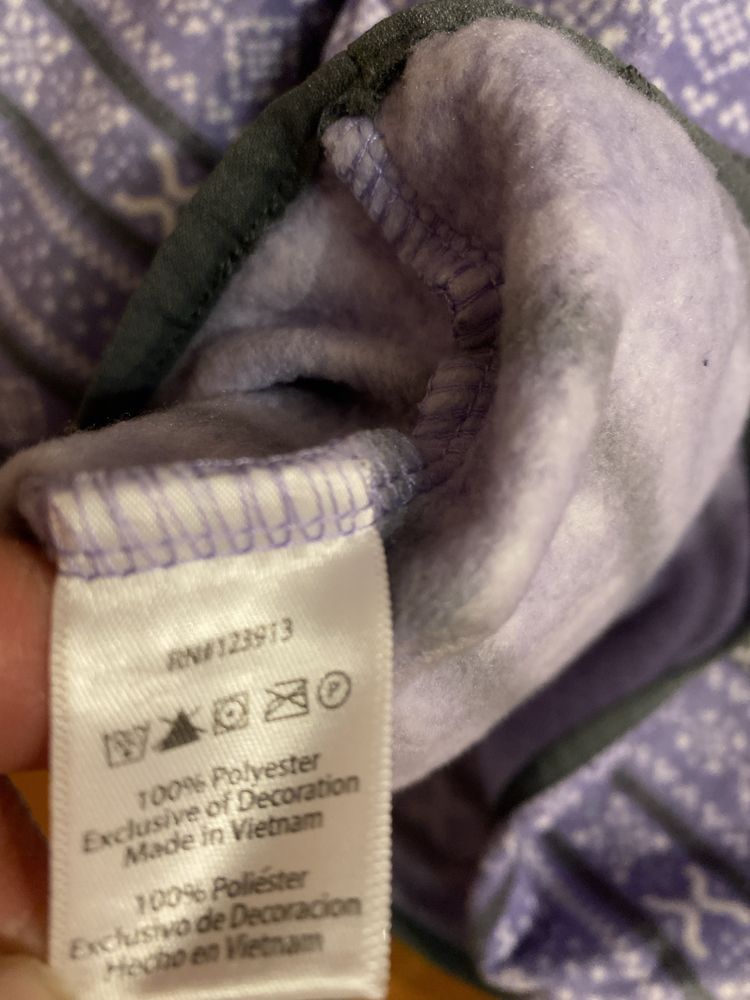 RN#123913
P
100% Polyester
Exclusive of Decoration
Made in Vietnam
100% Poliéster
Exclusivo de Decoracion
Hecho en Vietnam